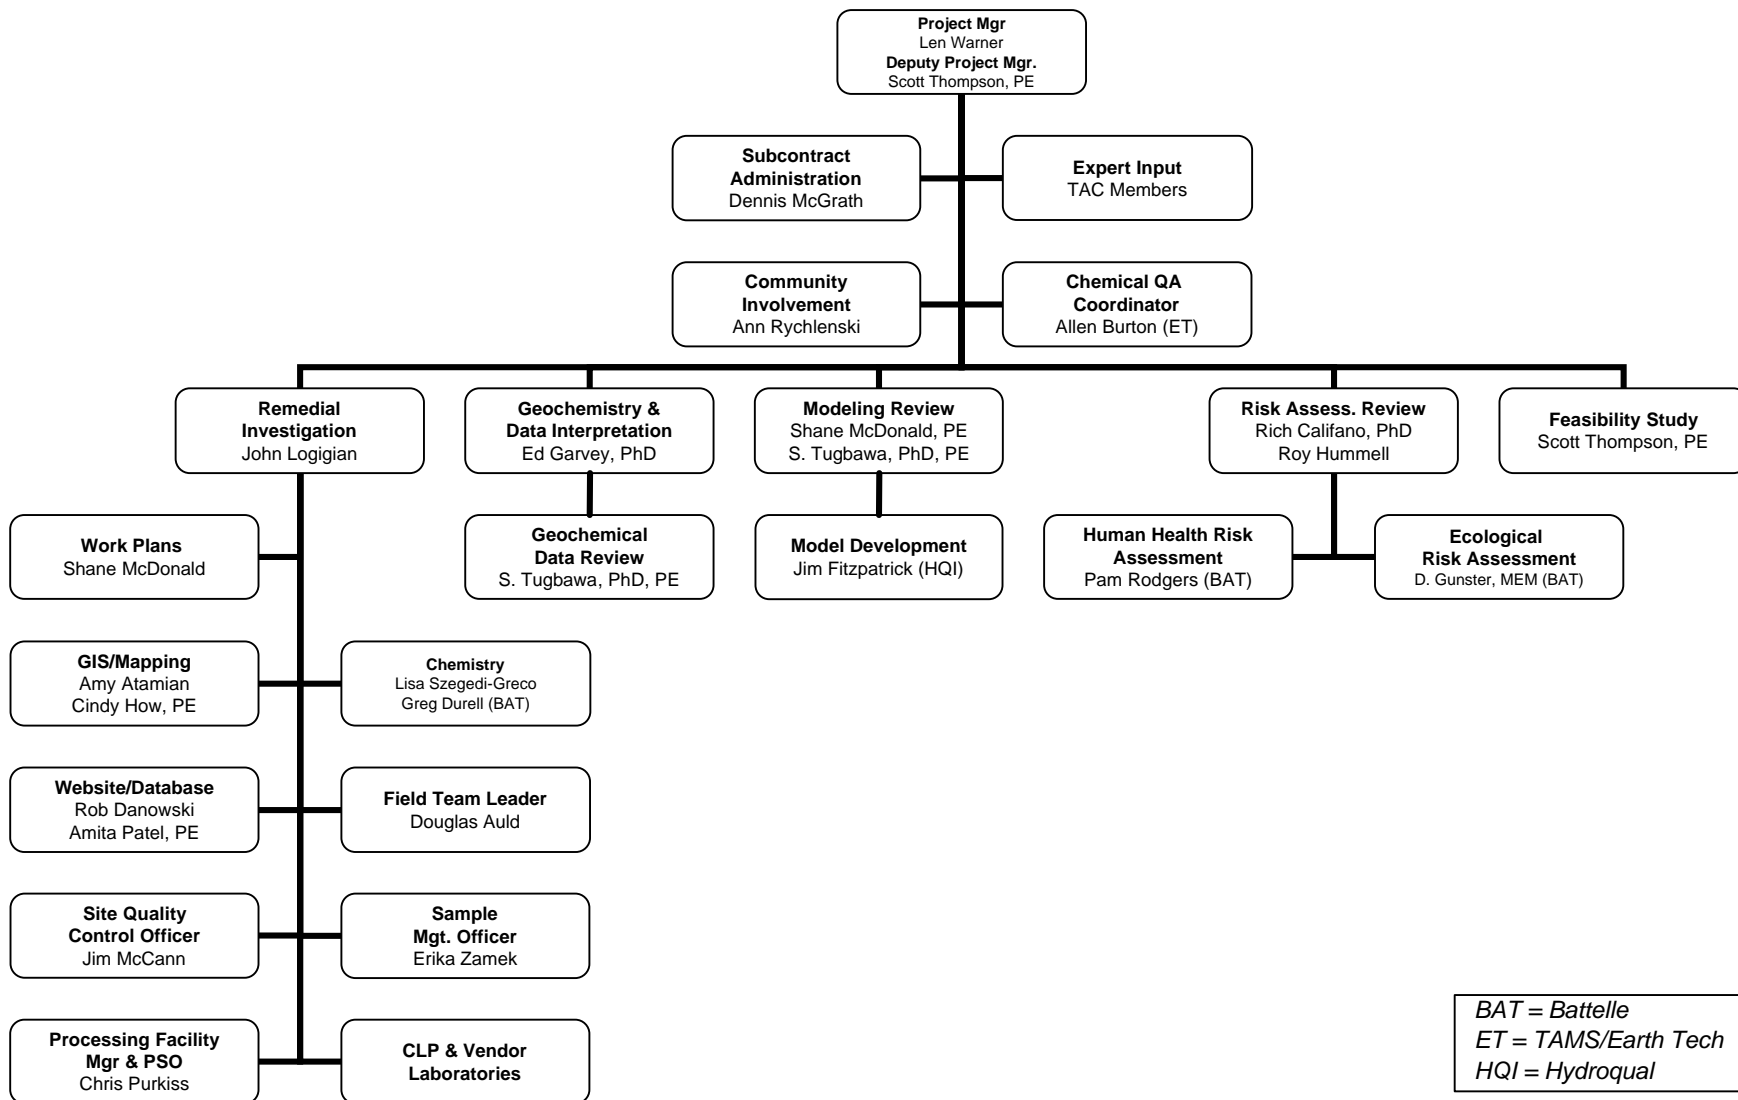 Project Mgr
Len Warner
Deputy Project Mgr.
Scott Thompson, PE
Subcontract
Administration
Dennis McGrath
Expert Input
TAC Members
Community
Involvement
Ann Rychlenski
Chemical QA
Coordinator
Allen Burton (ET)
Remedial
Investigation
John Logigian
Geochemistry &
Data Interpretation
Ed Garvey, PhD
Modeling Review
Shane McDonald, PE
S. Tugbawa, PhD, PE
Risk Assess. Review
Rich Califano, PhD
Roy Hummell
Feasibility Study
Scott Thompson, PE
Work Plans
Shane McDonald
Geochemical
Data Review
S. Tugbawa, PhD, PE
Model Development
Jim Fitzpatrick (HQI)
Human Health Risk
Assessment
Pam Rodgers (BAT)
Ecological
Risk Assessment
D. Gunster, MEM (BAT)
GIS/Mapping
Amy Atamian
Cindy How, PE
Chemistry
Lisa Szegedi-Greco
Greg Durell (BAT)
Website/Database
Rob Danowski
Amita Patel, PE
Field Team Leader
Douglas Auld
Site Quality
Control Officer
Jim McCann
Sample
Mgt. Officer
Erika Zamek
Processing Facility
Mgr & PSO
Chris Purkiss
CLP & Vendor
Laboratories
BAT = Battelle
ET = TAMS/Earth Tech
HQI = Hydroqual